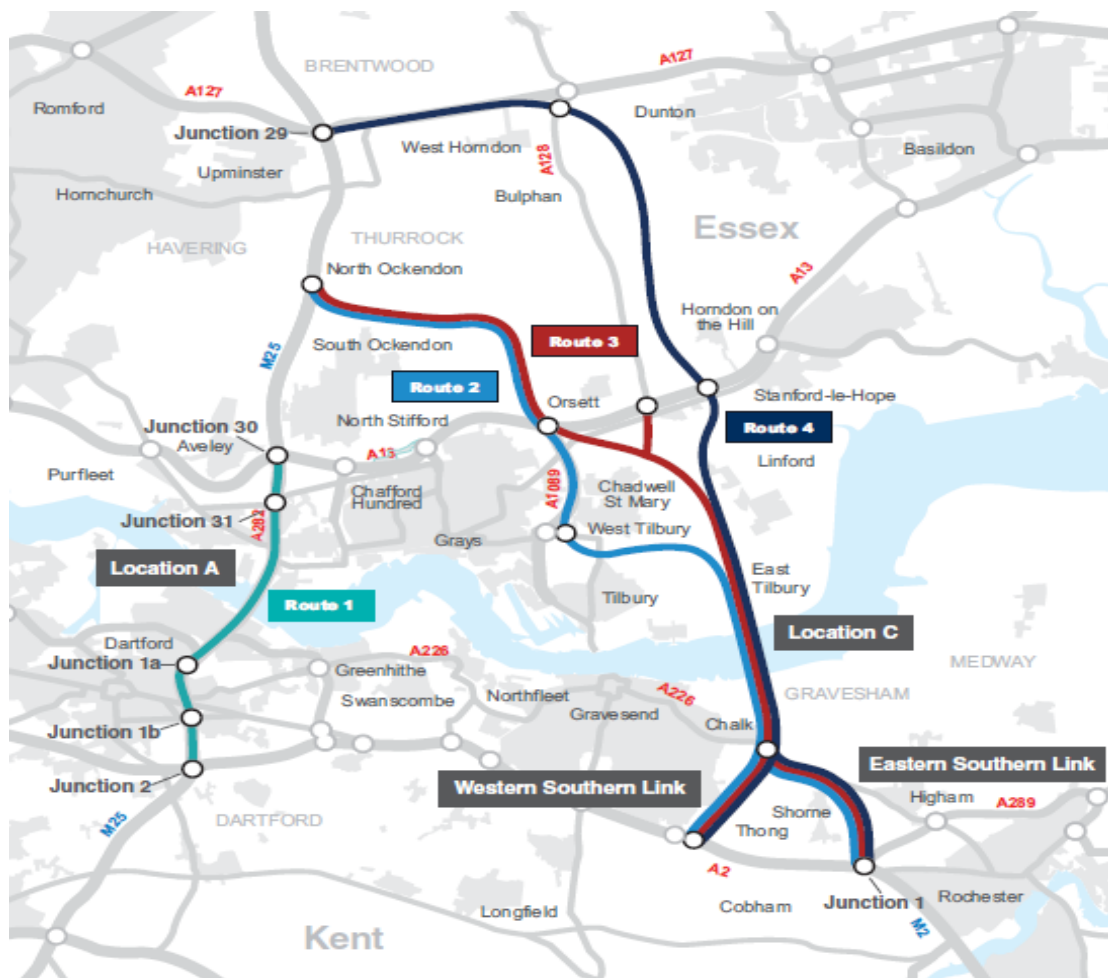 BRENTWOOD
A127
Romford
A127
Dunton
Junction 29
West Horndon
A128
Basildon
Upminster
Hornchurch
Bulphan
Essex
HAVERING
THURROCK
North Ockendon
A13
Horndon on
the Hill
M25
South Ockendon
Route 3
Route 2
Orsett
Stanford-le-Hope
North Stifford
Junction 30
Aveley
Route 4
A13
Linford
Purfleet
Chafford
Hundred
A1089
Chadwell
St Mary
Junction 31
A282
West Tilbury
Grays
Location A
East
Tilbury
Route 1
Tilbury
Location C
Dartford
A226
Junction 1a
Greenhithe
MEDWAY
Swanscombe
Northfleet
A226
GRAVESHAM
Gravesend
Chalk
Junction 1b
Eastern Southern Link
Junction 2
Western Southern Link
Higham
A289
Shorne
M25
DARTFORD
Thong
A2
Rochester
Junction 1
Cobham
Longfield
M2
Kent